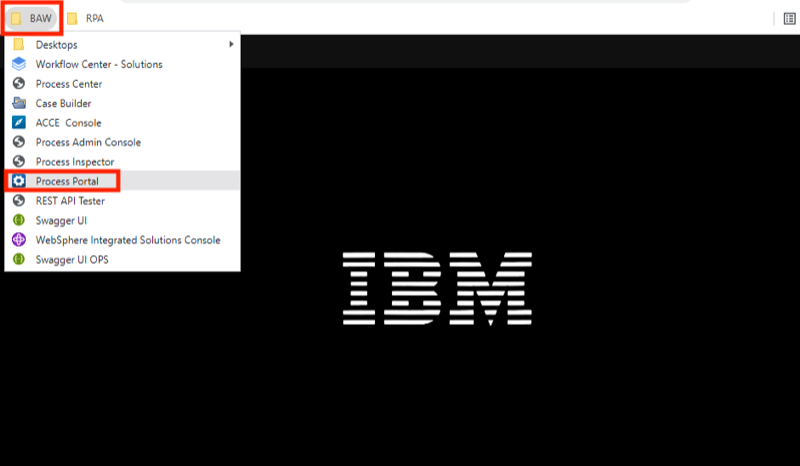 BAW
RPA
Desktops
Workflow Center - Solutions
Process Center
Case Builder
ACCE Console
Process Admin Console
Process Inspector
Process Portal
REST API Tester
Swagger UI
WebSphere Integrated Solutions Console
Swagger UI OPS
IBM